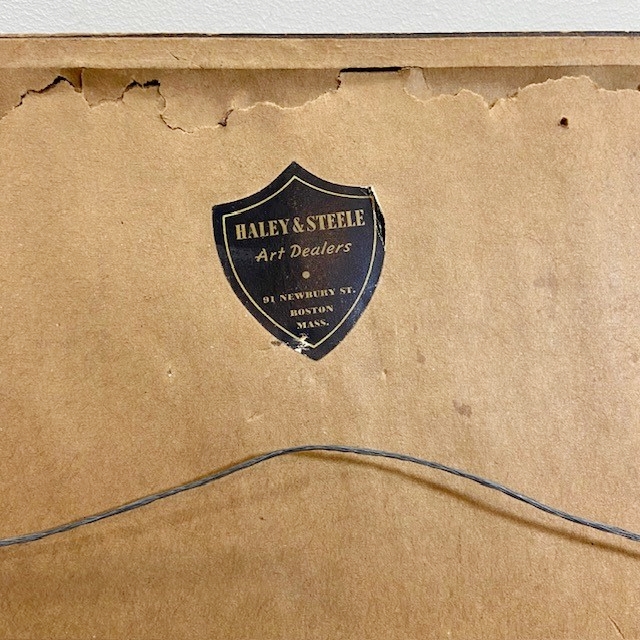 HALEY & STEELE
Art Dealers
91 NEWBURY ST.
BOSTON
MASS.